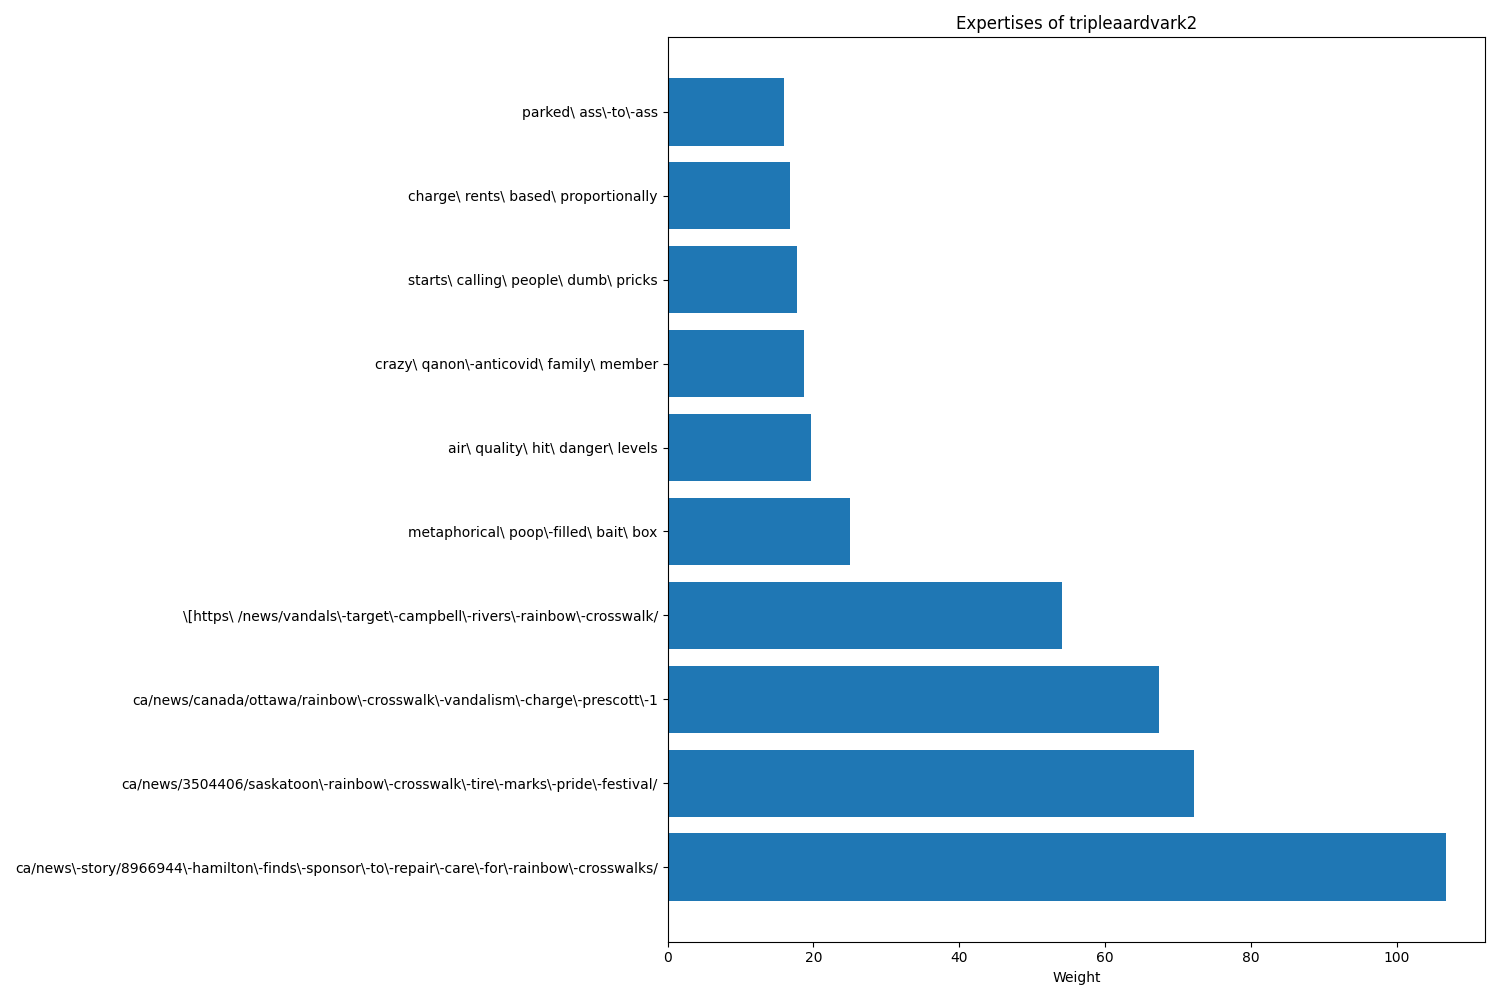 Expertises of tripleaardvark2
parked\ ass\-to\-ass
charge\ rents\ based\ proportionally
starts\ calling\ people\ dumb\ pricks
crazy\ qanon\-anticovid\ family\ member
air\ quality\ hit\ danger\ levels
metaphorical\ poop\-filled\ bait\ box
\[https\ /news/vandals\-target\-campbell\-rivers\-rainbow\-crosswalk/
ca/news/canada/ottawa/rainbow\-crosswalk\-vandalism\-charge\-prescott\-1
ca/news/3504406/saskatoon\-rainbow\-crosswalk\-tire\-marks\-pride\-festival/
ca/news\-story/8966944\-hamilton\-finds\-sponsor\-to\-repair\-care\-for\-rainbow\-crosswalks/
0 20 40 60 80 100
Weight